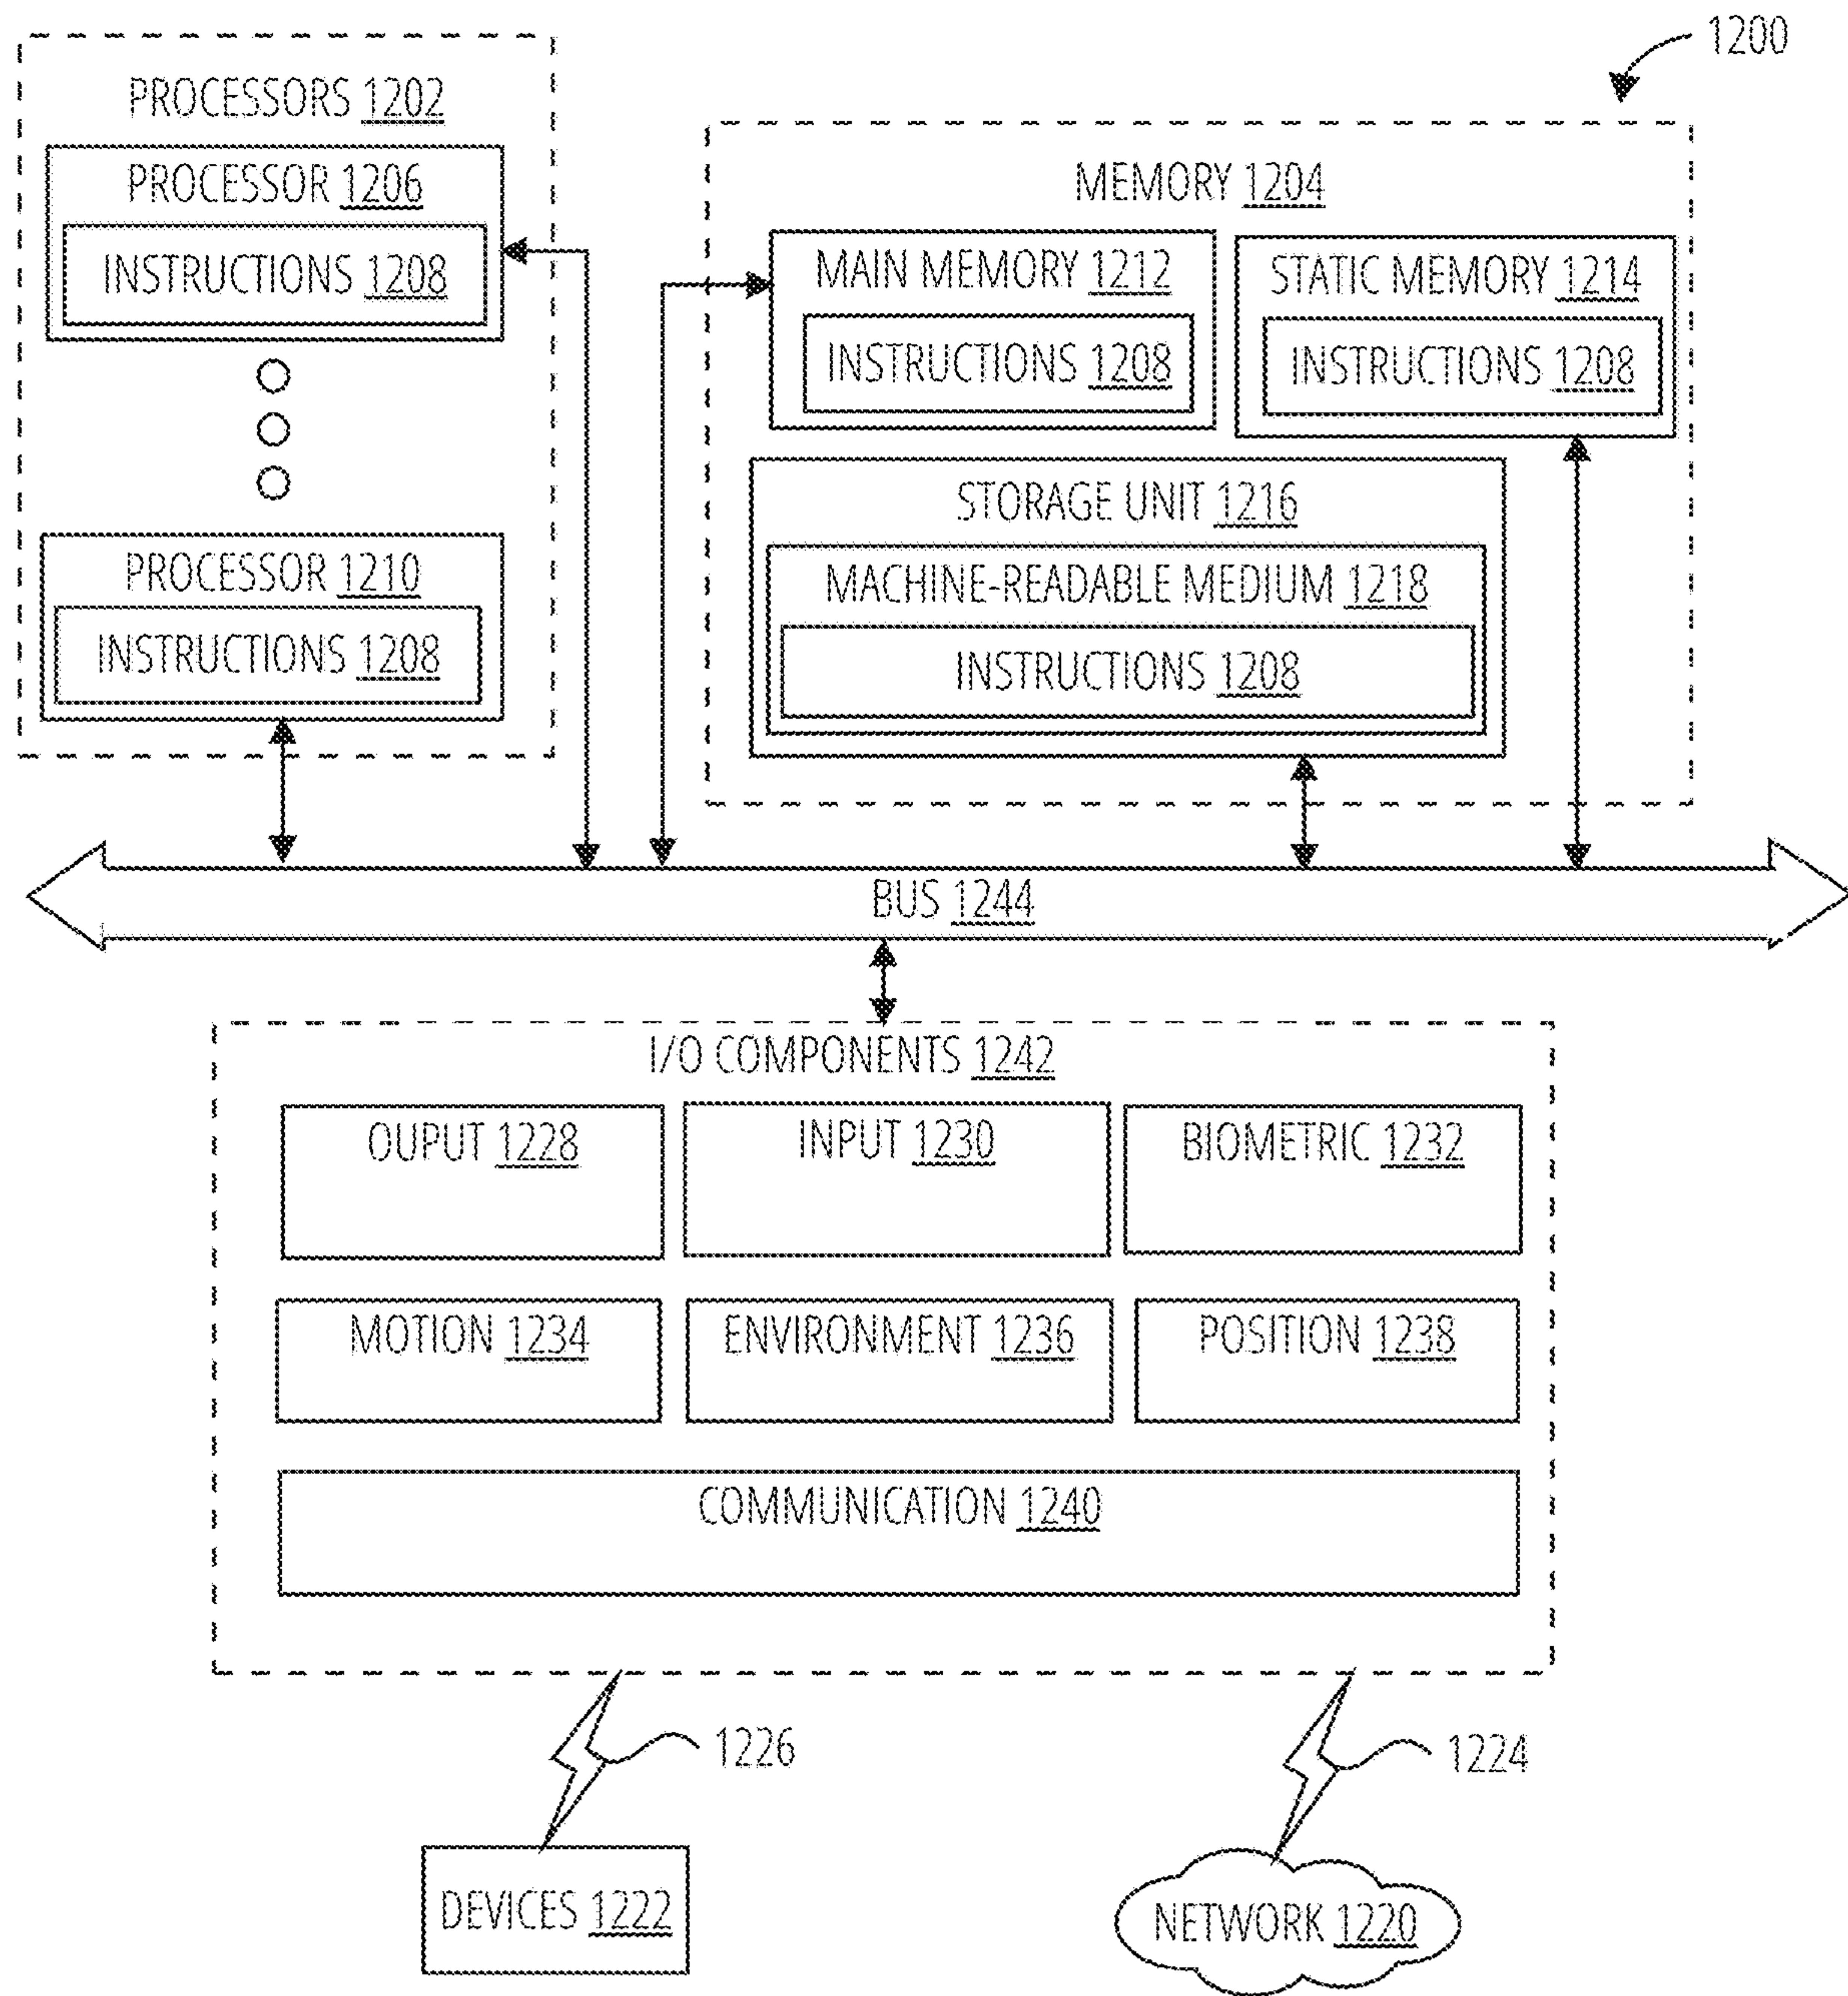 1200
PROCESSORS 1202
PROCESSOR 1206
INSTRUCTIONS 1208
PROCESSOR 1210
INSTRUCTIONS 1208
MEMORY 1204
MAIN MEMORY 1212
INSTRUCTIONS 1208
STATIC MEMORY 1214
INSTRUCTIONS 1208
STORAGE UNIT 1216
MACHINE-READABLE MEDIUM 1218
INSTRUCTIONS 1208
BUS 1244
I/O COMPONENTS 1242
OUPUT 1228
INPUT 1230
BIOMETRIC 1232
MOTION 1234
ENVIRONMENT 1236
POSITION 1238
COMMUNICATION 1240
1226
1224
DEVICES 1222
NETWORK 1220